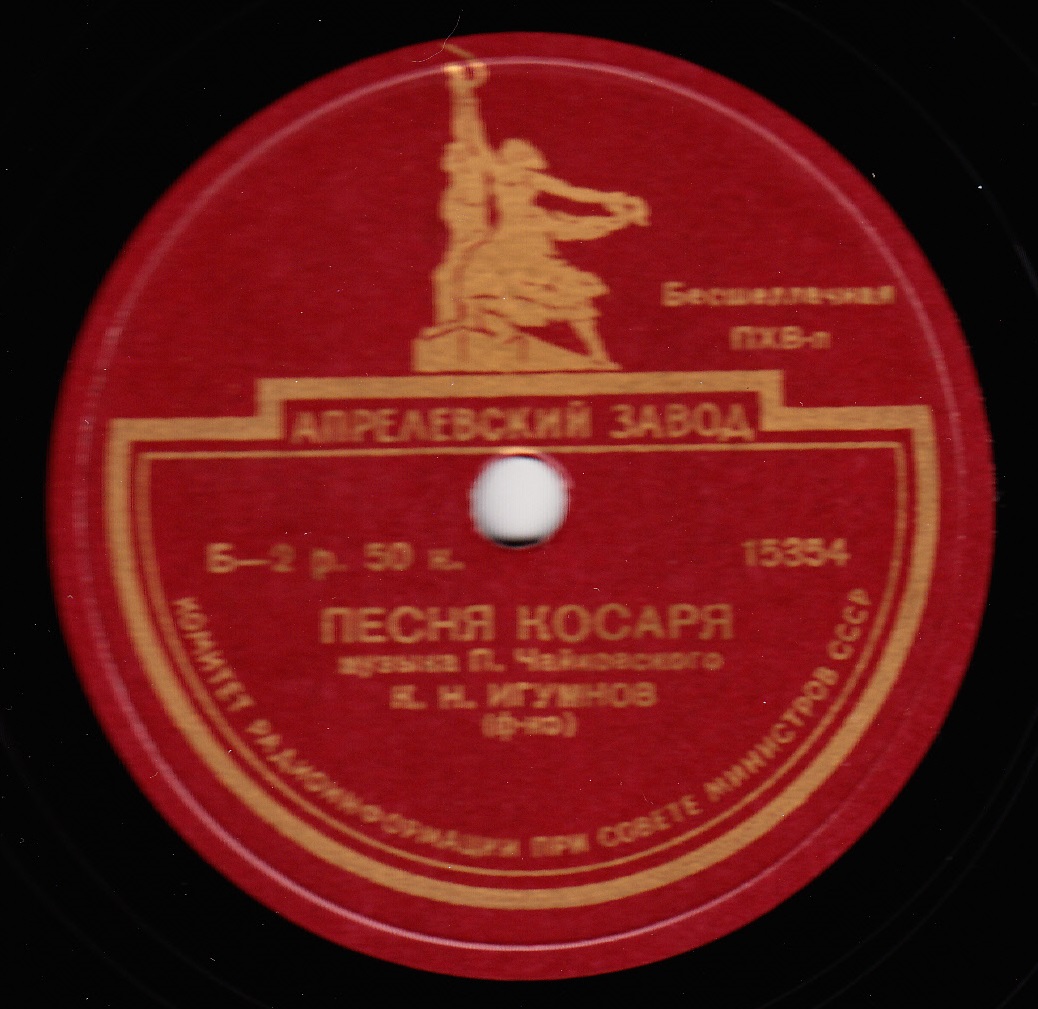 Бесшеллачная
ПХВ-п
АПРЕЛЕВСКИЙ ЗАВОД
Б—2 р. 50 к.
15354
ПЕСНЯ КОСАРЯ
музыка П. Чайковского
К. Н. ИГУМНОВ
(ф-но)
КОМИТЕТ РАДИОИНФОРМАЦИИ ПРИ СОВЕТЕ МИНИСТРОВ СССР